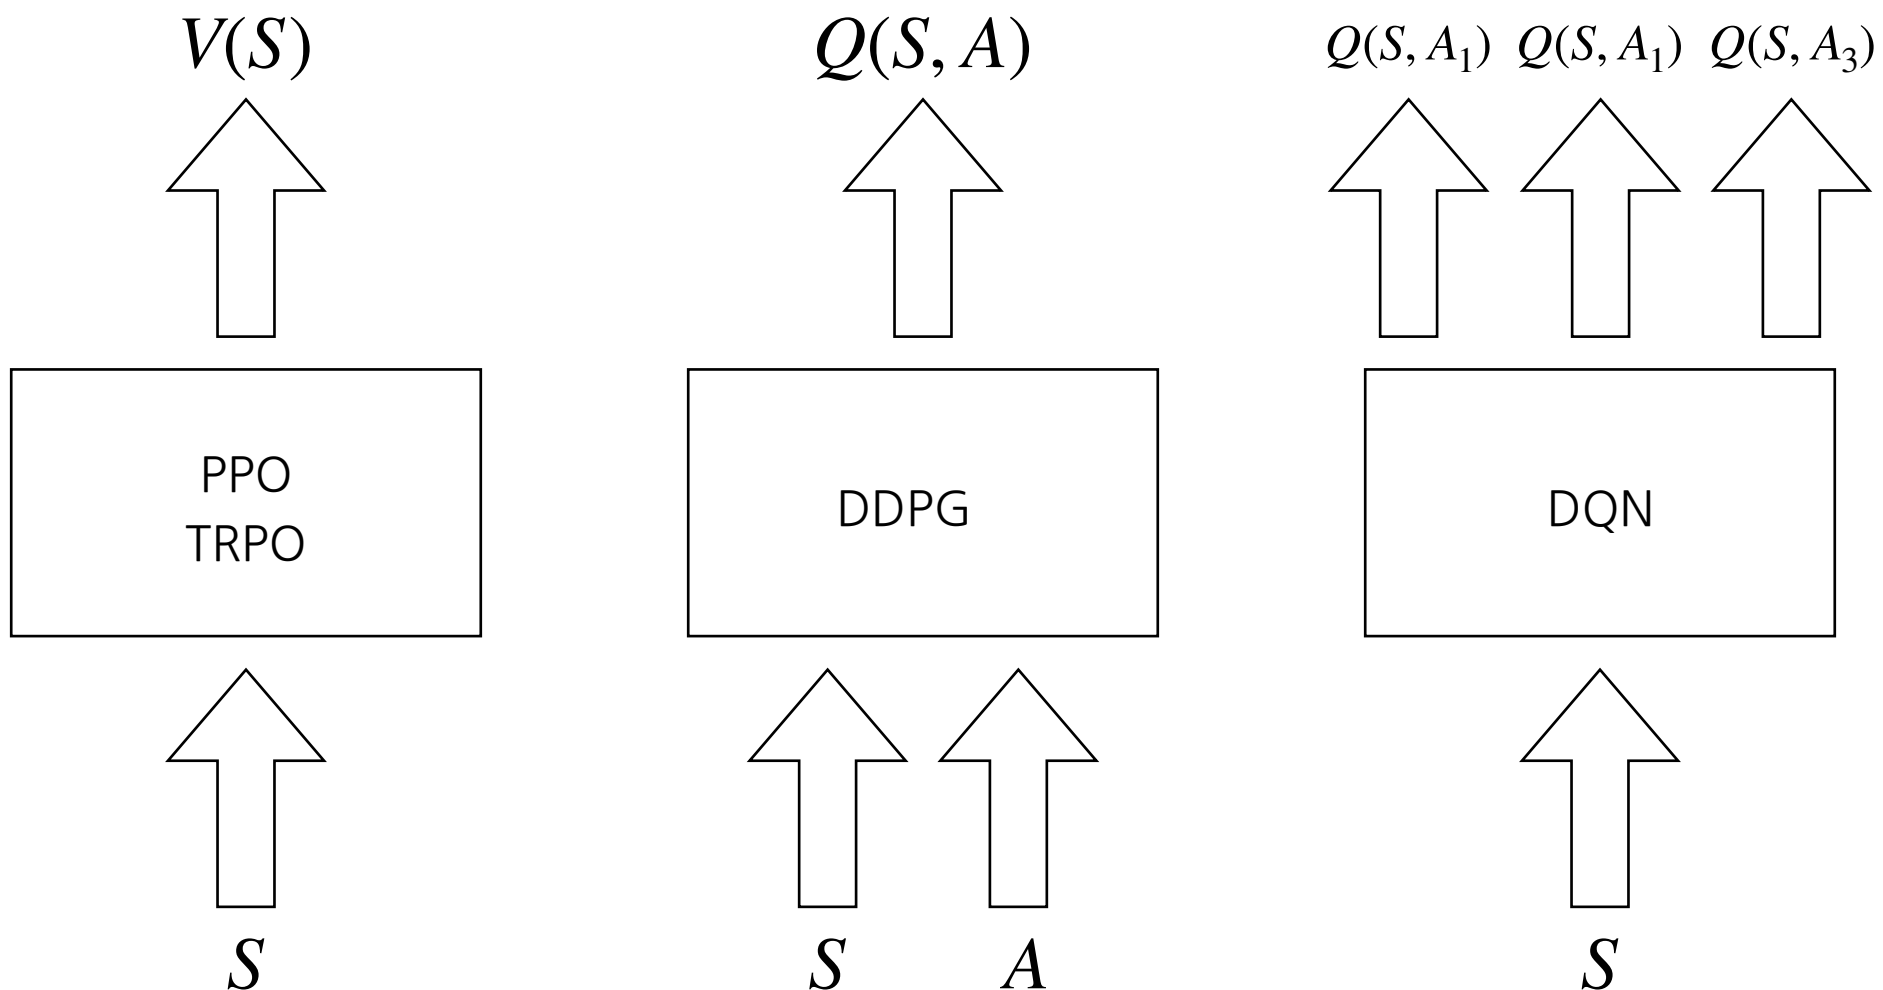 V(S)
Q(S, A)
Q(S, A₁) Q(S, A₁) Q(S, A₃)
PPO
TRPO
DDPG
DQN
S
S A
S